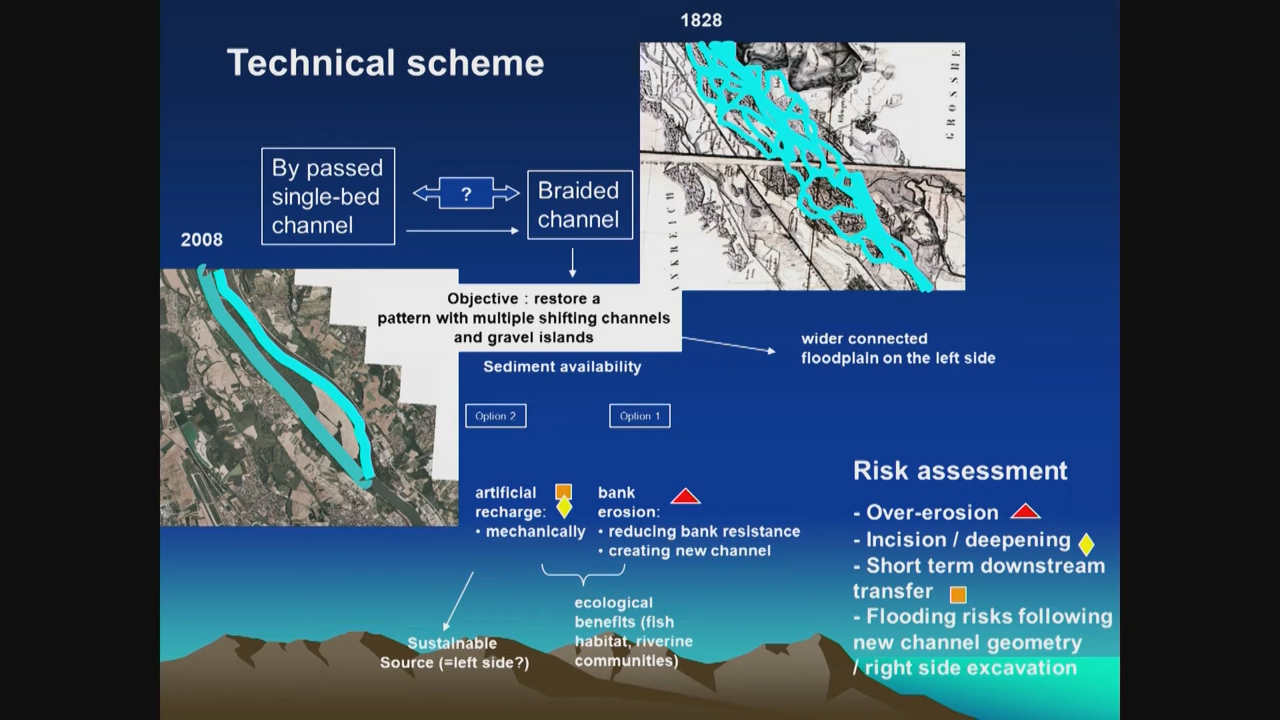 1828
Technical scheme
GROSSHE
By passed
single-bed
channel
?
Braided
channel
ANKREICH
2008
Objective : restore a
pattern with multiple shifting channels
and gravel islands
wider connected
floodplain on the left side
Sediment availability
Option 2
Option 1
Risk assessment
artificial
recharge:
• mechanically
bank
erosion:
• reducing bank resistance
• creating new channel
- Over-erosion
- Incision / deepening
- Short term downstream
transfer
- Flooding risks following
new channel geometry
/ right side excavation
ecological
benefits (fish
habitat, riverine
communities)
Sustainable
Source (=left side?)